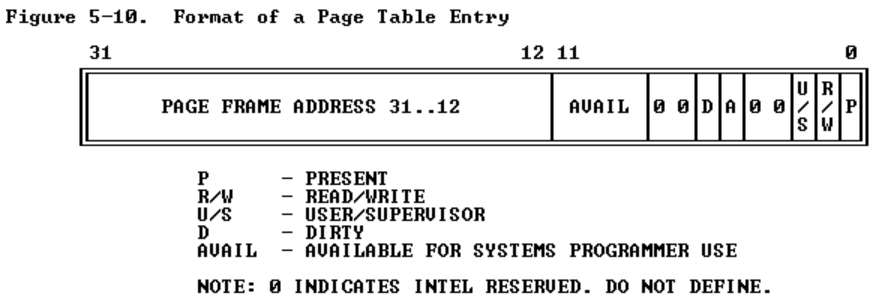 Figure 5-10. Format of a Page Table Entry
31 12 11 0
PAGE FRAME ADDRESS 31..12 AVAIL 0 0 D A 0 0 U/S R/W P
P - PRESENT
R/W - READ/WRITE
U/S - USER/SUPERVISOR
D - DIRTY
AVAIL - AVAILABLE FOR SYSTEMS PROGRAMMER USE
NOTE: 0 INDICATES INTEL RESERVED. DO NOT DEFINE.